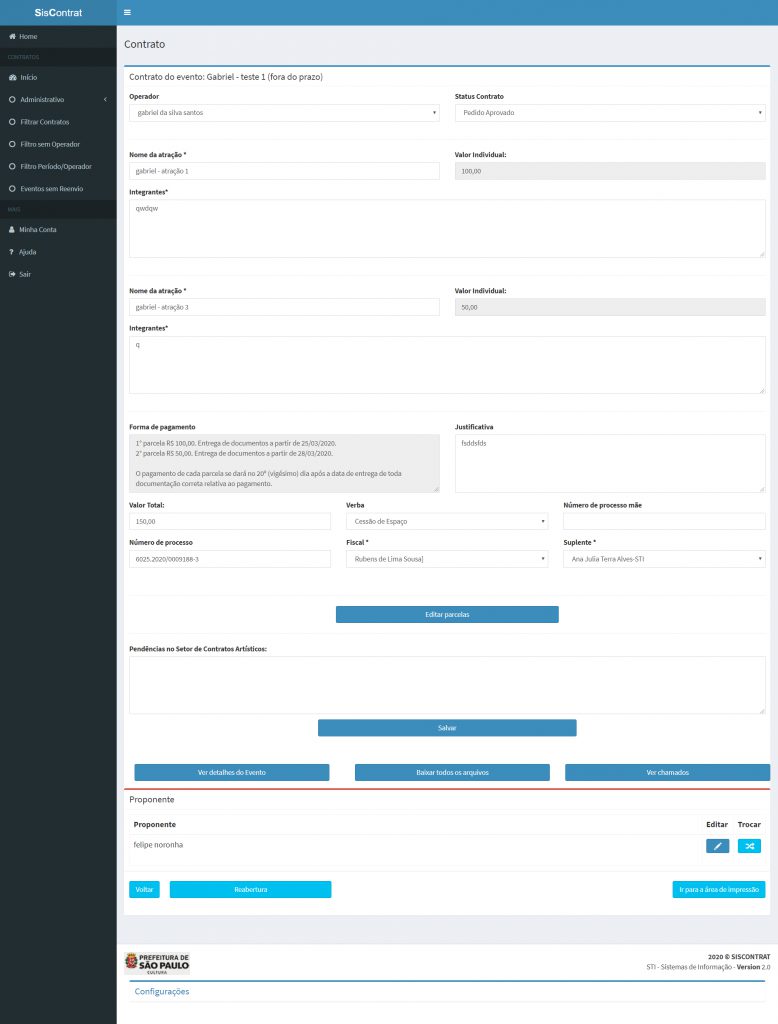 SisContrat
Home
CONTRATOS
Início
Administrativo
Filtrar Contratos
Filtro sem Operador
Filtro Período/Operador
Eventos sem Reenvio
MAIS
Minha Conta
Ajuda
Sair
Contrato
Contrato do evento: Gabriel - teste 1 (fora do prazo)
Operador
Status Contrato
gabriel da silva santos
Pedido Aprovado
Nome da atração *
Valor Individual:
gabriel - atração 1
100,00
Integrantes*
qwdqw
Nome da atração *
Valor Individual:
gabriel - atração 3
50,00
Integrantes*
q
Forma de pagamento
Justificativa
1º parcela R$ 100,00. Entrega de documentos a partir de 25/03/2020.
2º parcela R$ 50,00. Entrega de documentos a partir de 28/03/2020.
O pagamento de cada parcela se dará no 20º (vigésimo) dia após a data de entrega de toda
documentação correta relativa ao pagamento.
fsddsfds
Valor Total:
Verba
Número de processo mãe
150,00
Cessão de Espaço
Número de processo
Fiscal *
Suplente *
6025.2020/0009188-3
Rubens de Lima Sousa]
Ana Julia Terra Alves-STI
Editar parcelas
Pendências no Setor de Contratos Artísticos:
Salvar
Ver detalhes do Evento
Baixar todos os arquivos
Ver chamados
Proponente
Proponente
Editar
Trocar
felipe noronha
Voltar
Reabertura
Ir para a área de impressão
PREFEITURA DE
SÃO PAULO
CULTURA
2020 © SISCONTRAT
STI - Sistemas de Informação - Version 2.0
Configurações